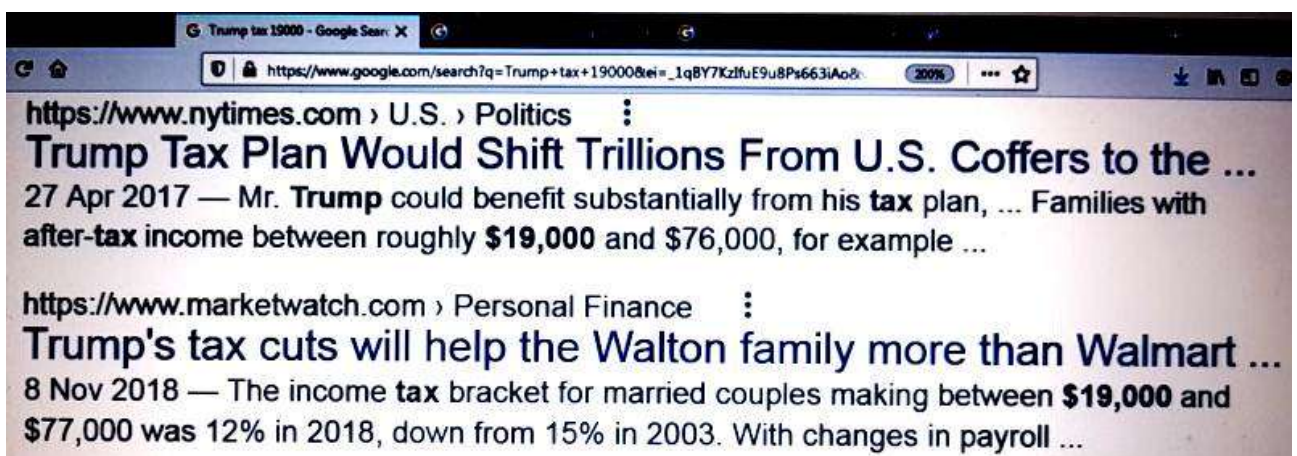 Trump tax 19000 - Google Sear
https://www.google.com/search?q=Trump+tax+19000&ei=
200%
https://www.nytimes.com › U.S. › Politics
Trump Tax Plan Would Shift Trillions From U.S. Coffers to the ...
27 Apr 2017 — Mr. Trump could benefit substantially from his tax plan, ... Families with
after-tax income between roughly $19,000 and $76,000, for example ...
https://www.marketwatch.com › Personal Finance
Trump's tax cuts will help the Walton family more than Walmart ...
8 Nov 2018 — The income tax bracket for married couples making between $19,000 and
$77,000 was 12% in 2018, down from 15% in 2003. With changes in payroll ...